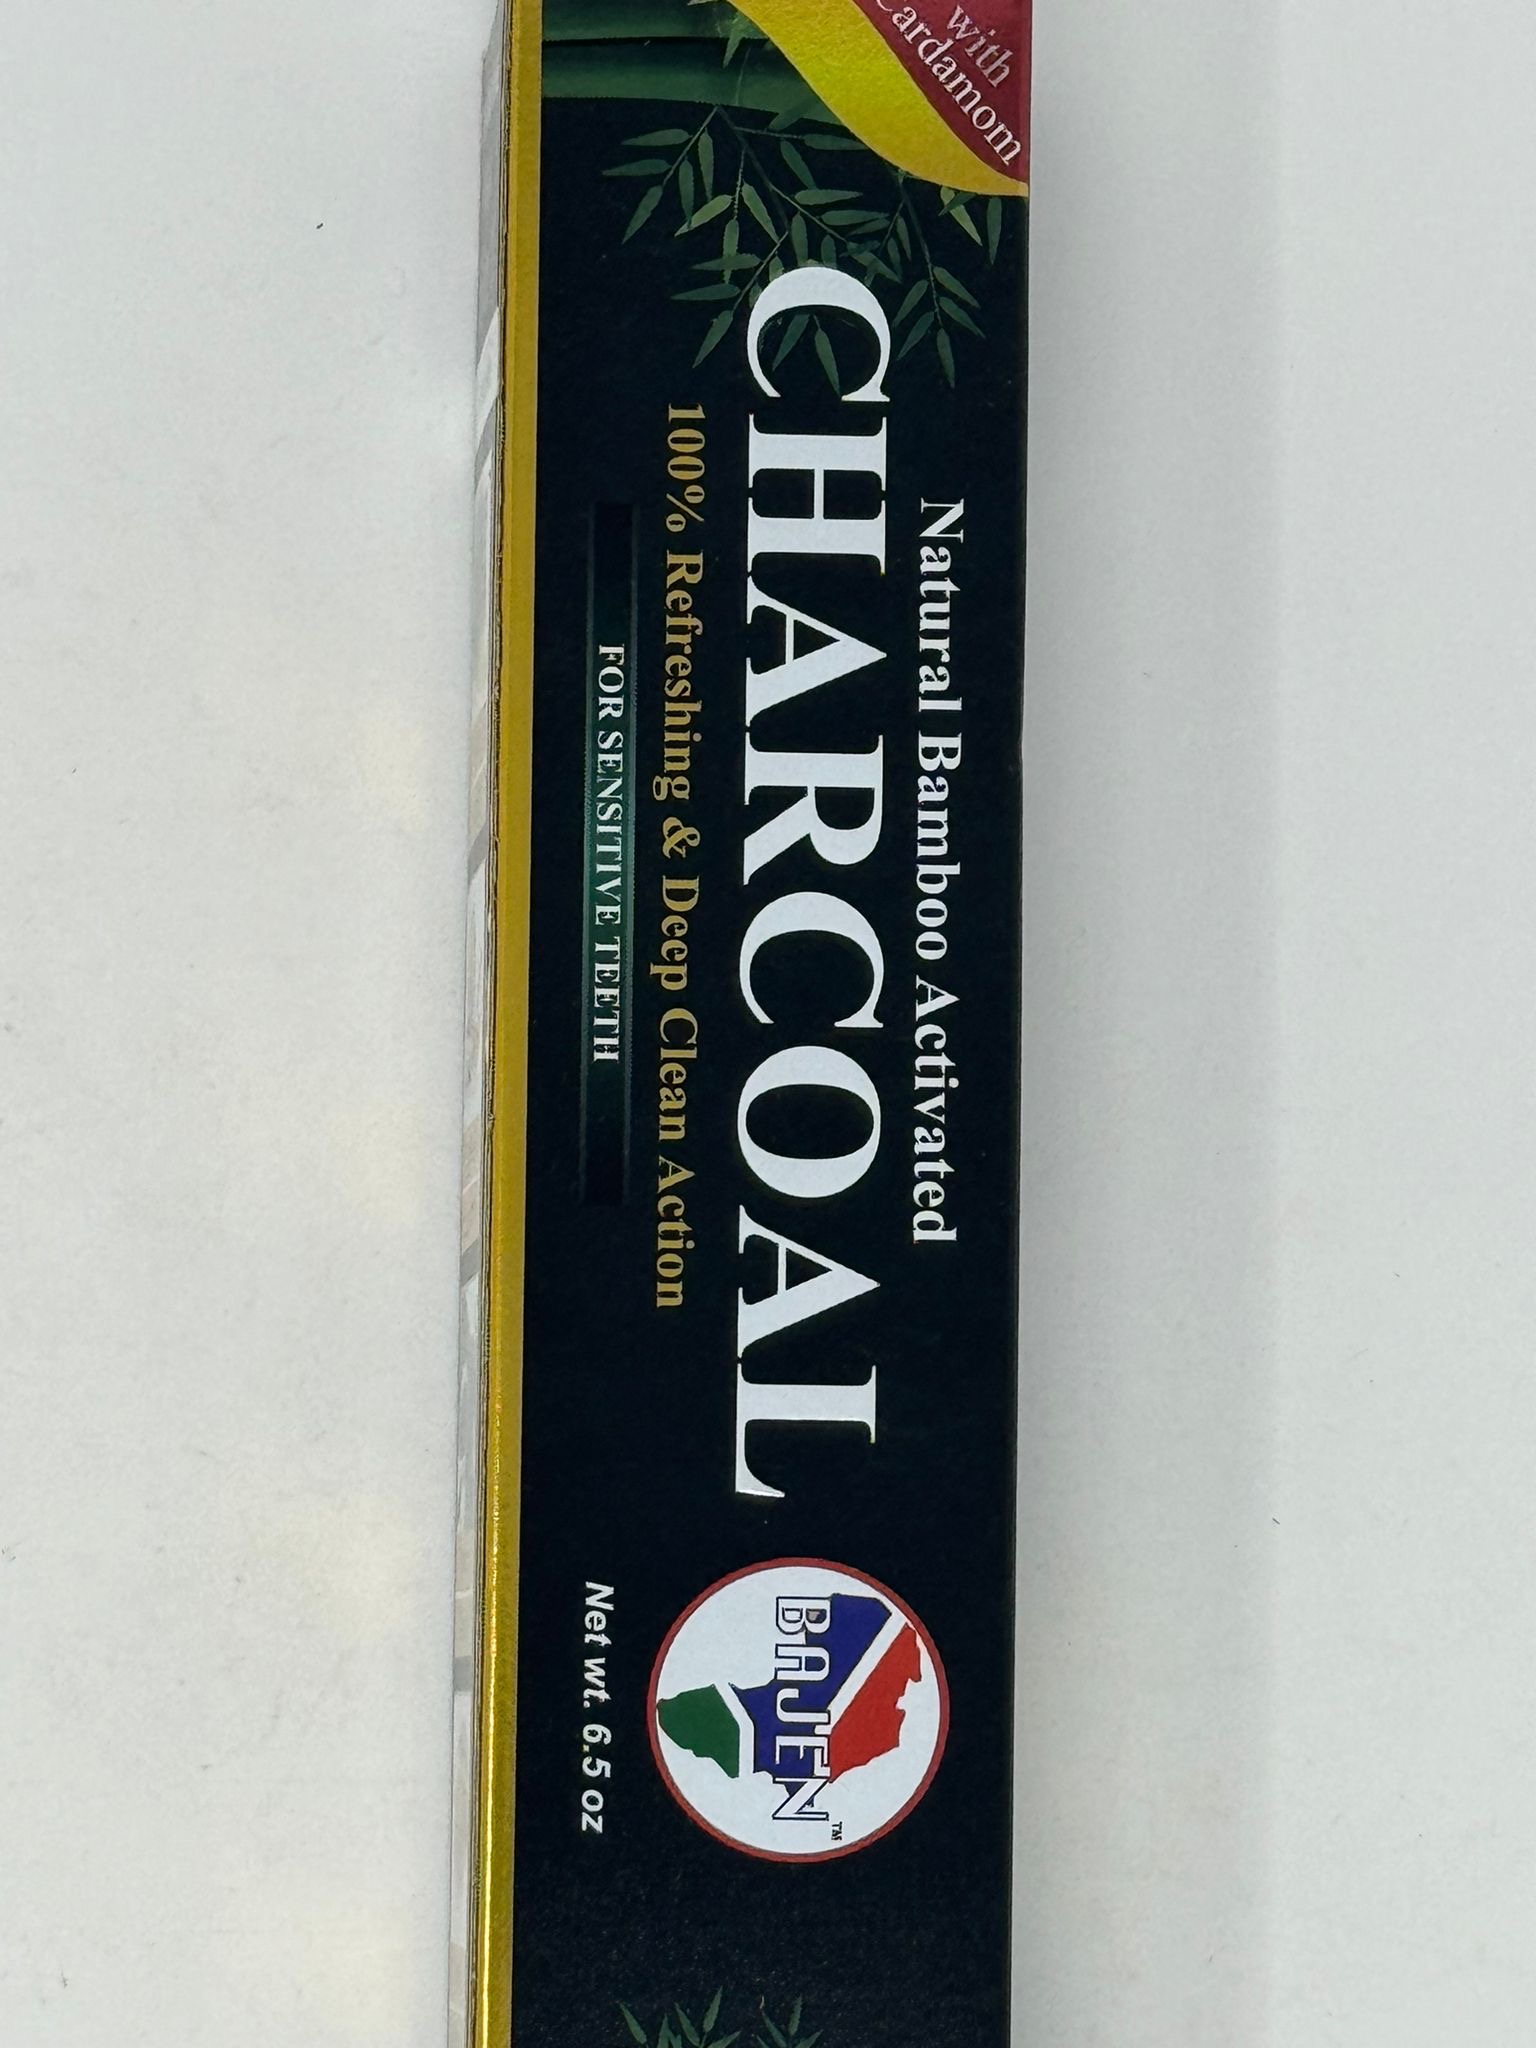 with
Cardamom
Natural Bamboo Activated
CHARCOAL
100% Refreshing & Deep Clean Action
FOR SENSITIVE TEETH
BAJEN™
Net wt. 6.5 oz